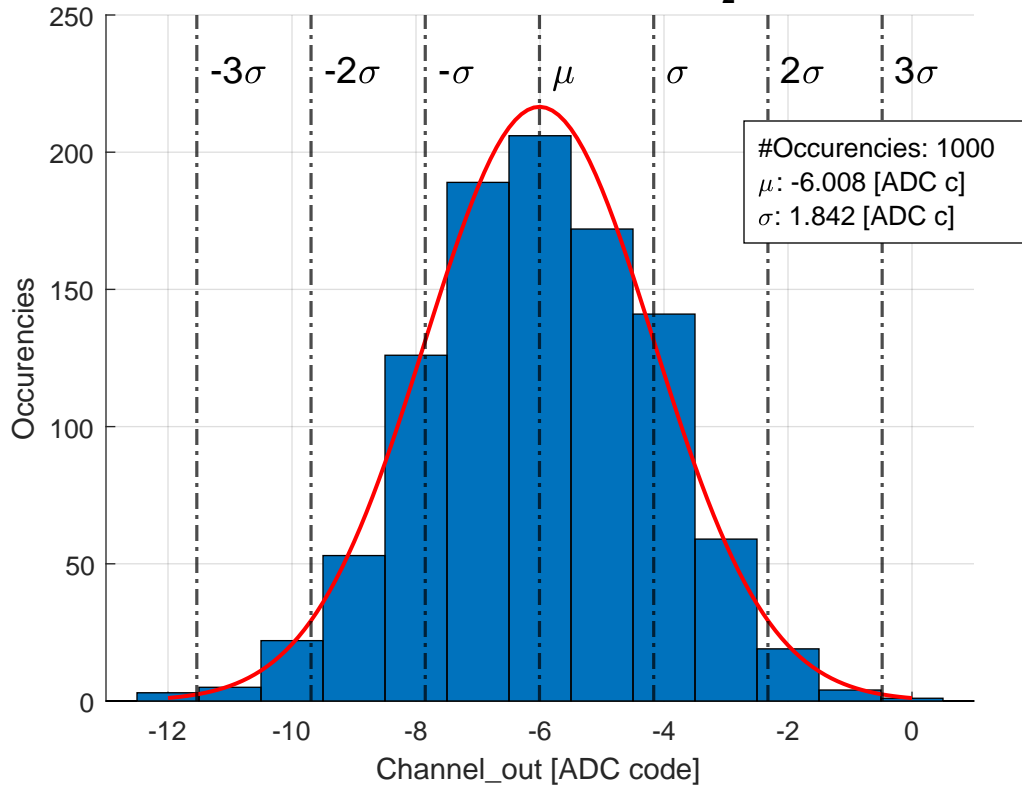 250
200
150
100
50
0
Occurencies
-3σ -2σ -σ μ σ 2σ 3σ
#Occurencies: 1000
μ: -6.008 [ADC c]
σ: 1.842 [ADC c]
-12 -10 -8 -6 -4 -2 0
Channel_out [ADC code]